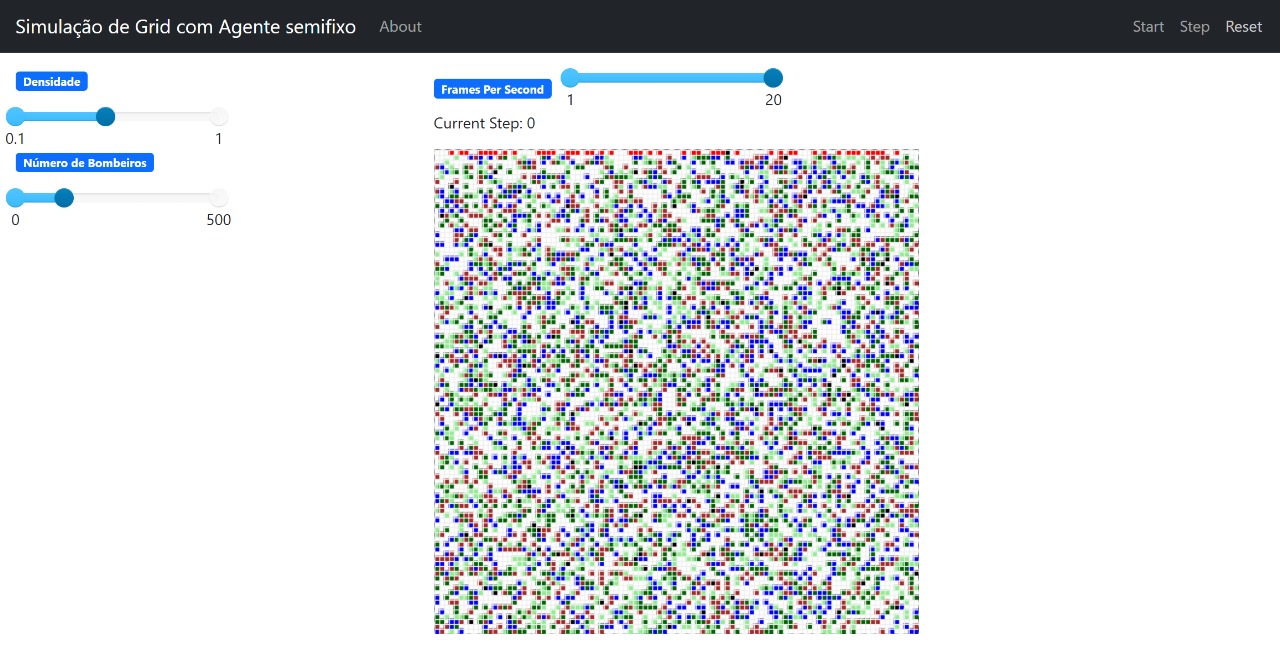 Simulação de Grid com Agente semifixo About Start Step Reset
Densidade
0.1 1
Número de Bombeiros
0 500
Frames Per Second
1 20
Current Step: 0